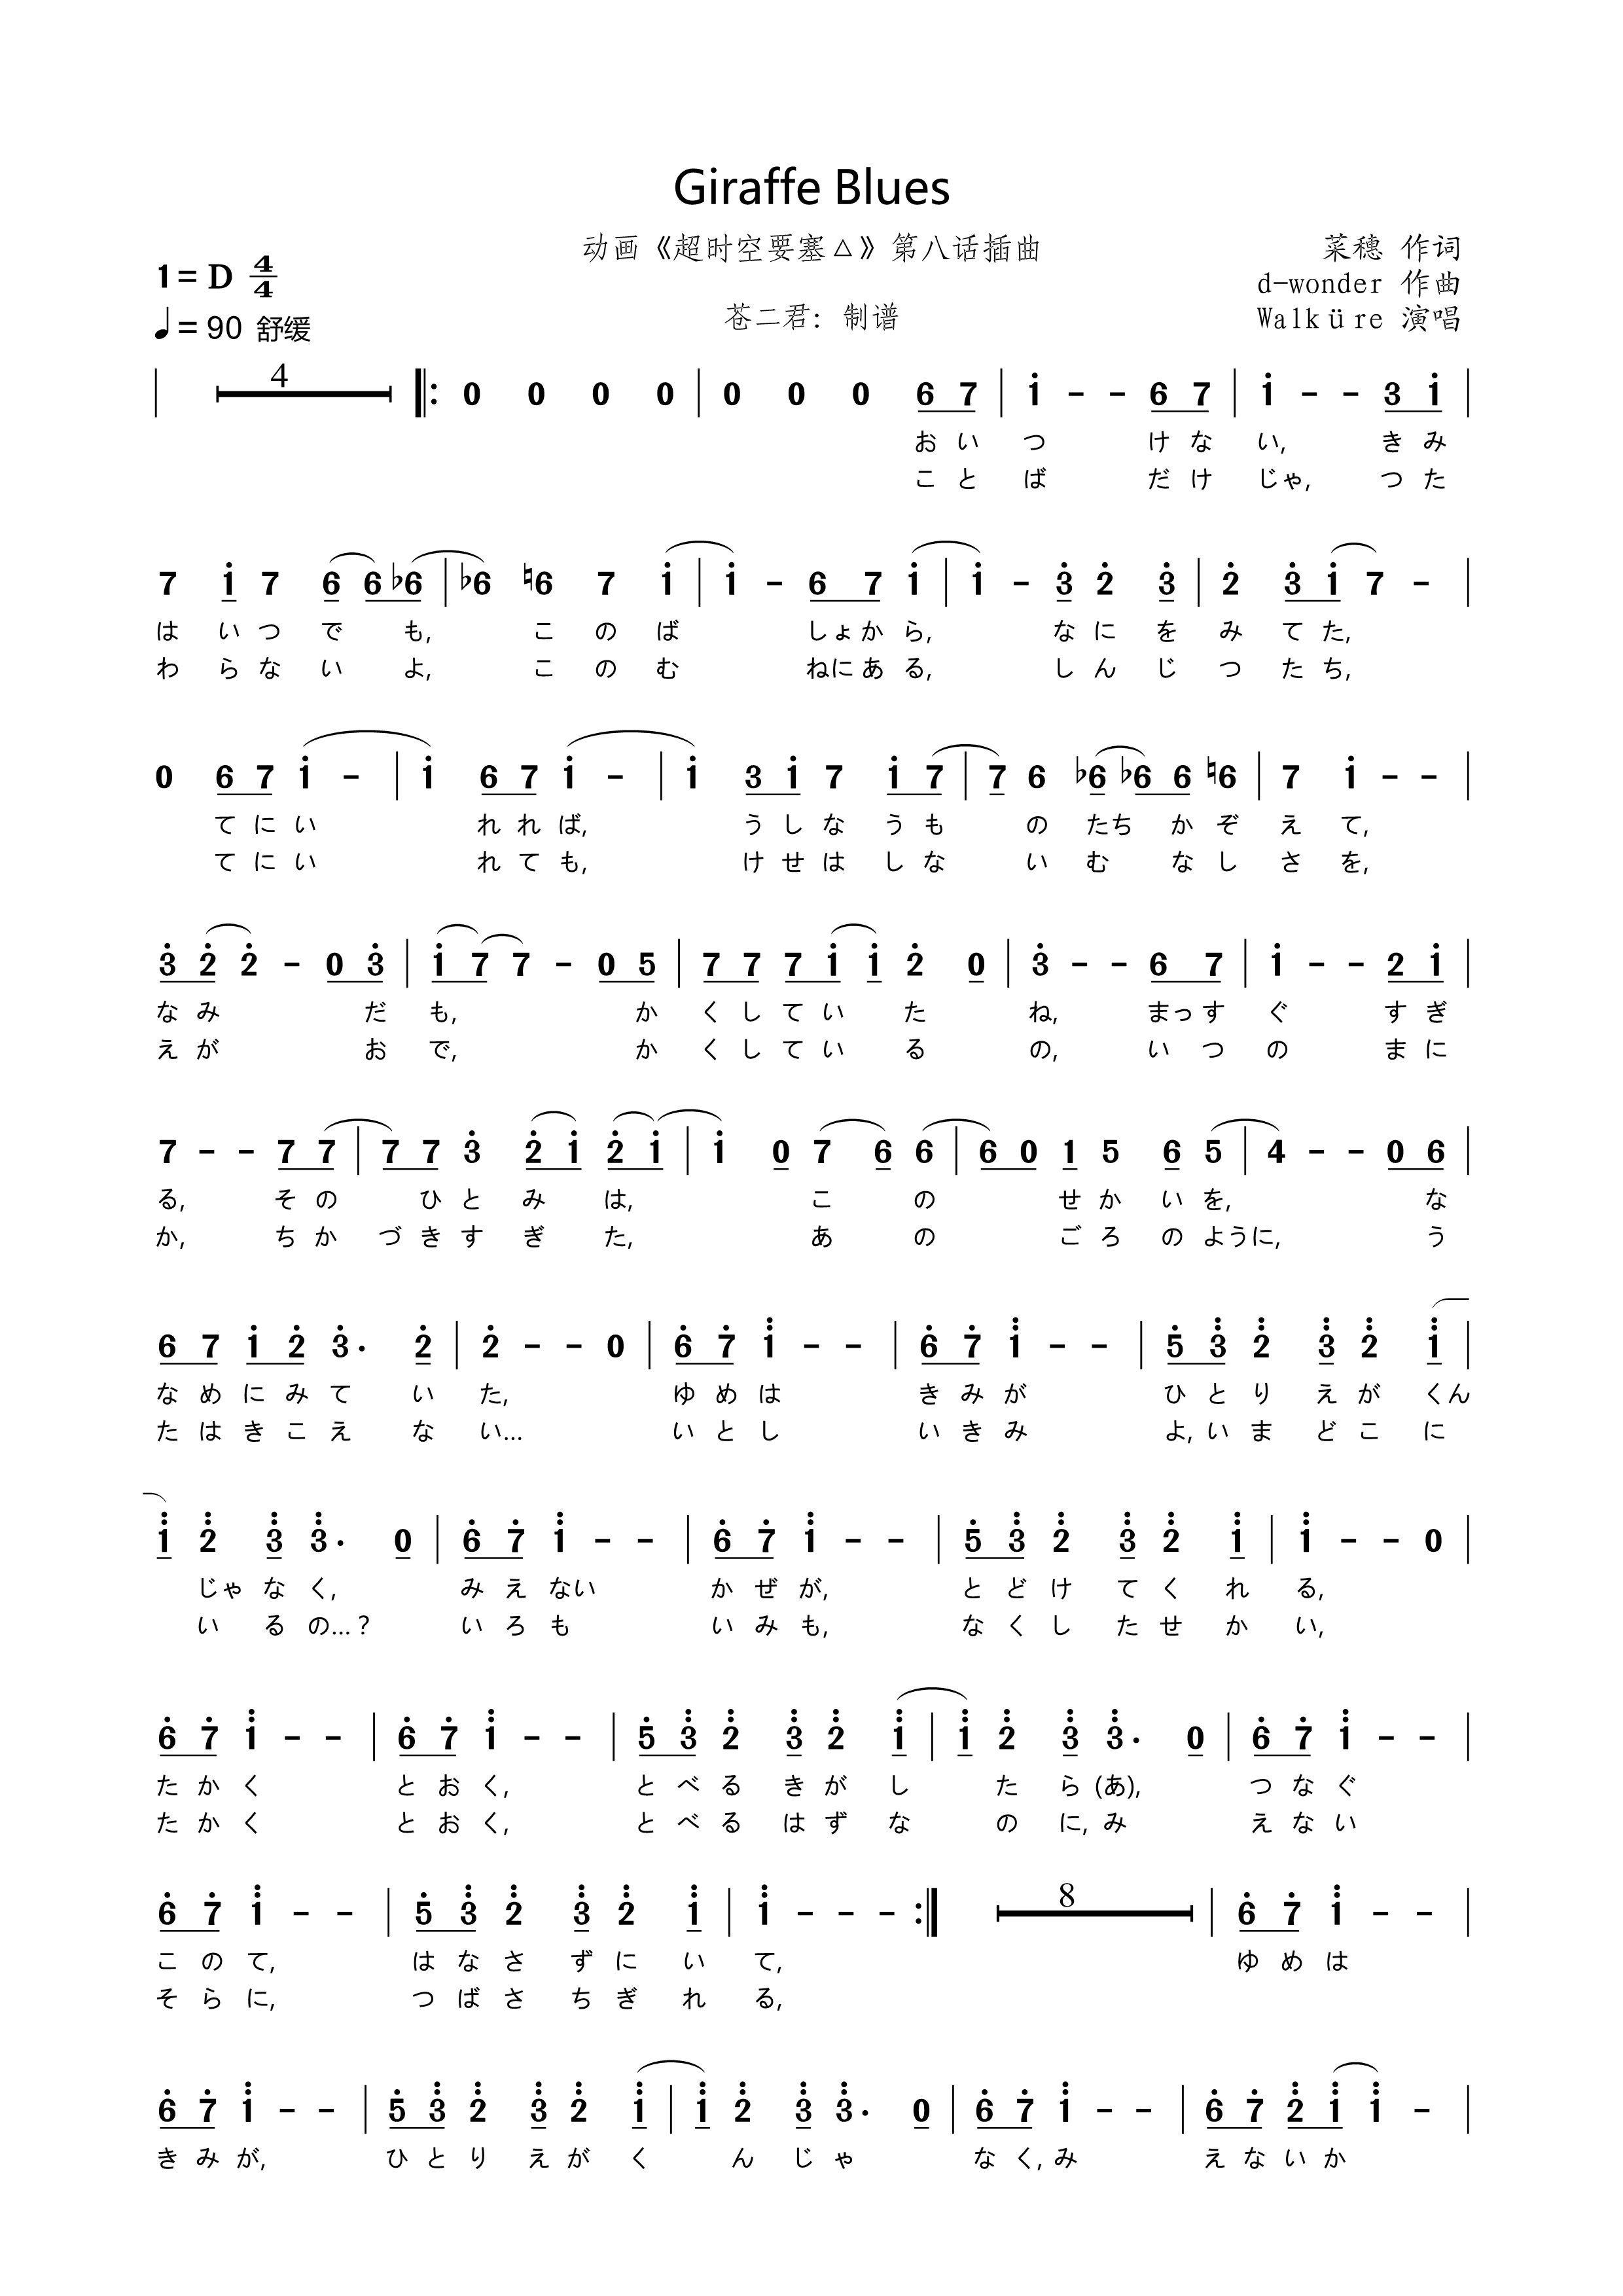 Giraffe Blues
动画《超时空要塞△》第八话插曲
菜穗 作词
1= D 4/4
d-wonder 作曲
♩= 90 舒缓
苍二君：制谱
Walküre 演唱
4 0 0 0 0 | 0 0 0 6 7 | i - - 6 7 | i - - 3 i |
お い つ け な い, き み
こ と ば だ け じゃ, つ た
7 i 7 6 6 ♭6 | ♭6 ♮6 7 i | i - 6 7 i | i - 3 2 3 | 2 3 i 7 - |
は い つ で も, こ の ば しょ か ら, な に を み て た,
わ ら な い よ, こ の む ねに あ る, し ん じ つ た ち,
0 6 7 i - | i 6 7 i - | i 3 i 7 i 7 | 7 6 ♭6 ♭6 6 ♮6 | 7 i - - |
て に い れ れ ば, う し な う も の たち か ぞ え て,
て に い れ て も, け せ は し な い む な し さ を,
3 2 2 - 0 3 | i 7 7 - 0 5 | 7 7 7 i i 2 0 | 3 - - 6 7 | i - - 2 i |
な み だ も, か く し て い た ね, まっ す ぐ す ぎ
え が お で, か く し て い る の, い つ の ま に
7 - - 7 7 | 7 7 3 2 i 2 i | i 0 7 6 6 | 6 0 1 5 6 5 | 4 - - 0 6 |
る, そ の ひ と み は, こ の せ か い を, な
か, ち か づ き す ぎ た, あ の ご ろ の ように, う
6 7 i 2 3. 2 | 2 - - 0 | 6 7 i - - | 6 7 i - - | 5 3 2 3 2 i |
な め に み て い た, ゆ め は き み が ひ と り え が くん
た は き こ え な い… い と し い き み よ, い ま ど こ に
i 2 3 3. 0 | 6 7 i - - | 6 7 i - - | 5 3 2 3 2 i | i - - 0 |
じゃ な く, み え ない か ぜ が, と ど け て く れ る,
い る の…? い ろ も い み も, な く し た せ か い,
6 7 i - - | 6 7 i - - | 5 3 2 3 2 i | i 2 3 3. 0 | 6 7 i - - |
た か く と お く, と べ る き が し た ら (あ), つ な ぐ
た か く と お く, と べ る は ず な の に, み え な い
6 7 i - - | 5 3 2 3 2 i | i - - - 8 | 6 7 i - - |
こ の て, は な さ ず に い て, ゆ め は
そ ら に, つ ば さ ち ぎ れ る,
6 7 i - - | 5 3 2 3 2 i | i 2 3 3. 0 | 6 7 i - - | 6 7 2 i i - |
き み が, ひ と り え が く ん じ ゃ な く, み え な い か